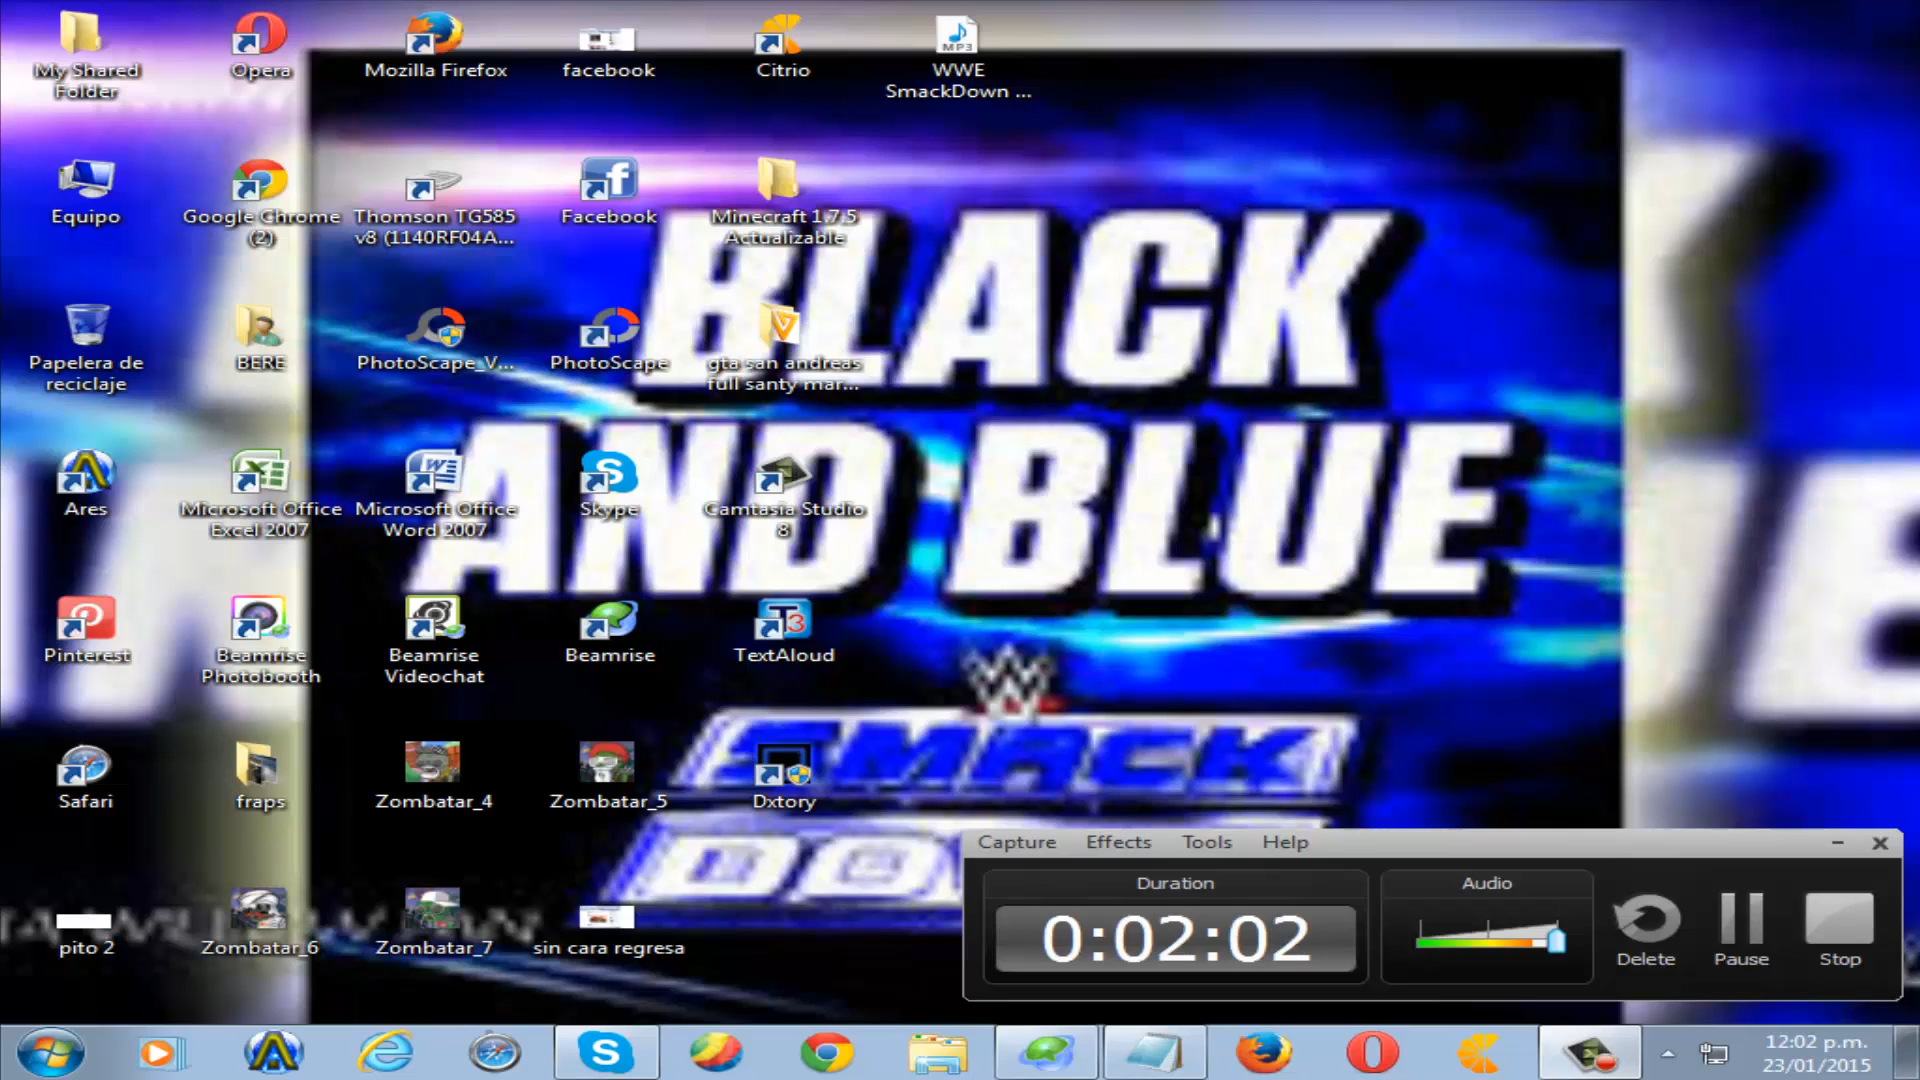 My Shared
Folder
Opera
Mozilla Firefox
facebook
Citrio
WWE
SmackDown ...
MP3
Equipo
Google Chrome
(2)
Thomson TG585
v8 (1140RF04A...
Facebook
Minecraft 1.7.5
Actualizable
BLACK
Papelera de
reciclaje
BERE
PhotoScape_V...
PhotoScape
gta san andreas
full santy mar...
AND BLUE
Ares
Microsoft Office
Excel 2007
Microsoft Office
Word 2007
Skype
Camtasia Studio
8
Pinterest
Beamrise
Photobooth
Beamrise
Videochat
Beamrise
TextAloud
SMACK
Safari
fraps
Zombatar_4
Zombatar_5
Dxtory
DO
pito 2
Zombatar_6
Zombatar_7
sin cara regresa
Capture Effects Tools Help
Duration
0:02:02
Audio
Delete
Pause
Stop
12:02 p.m.
23/01/2015